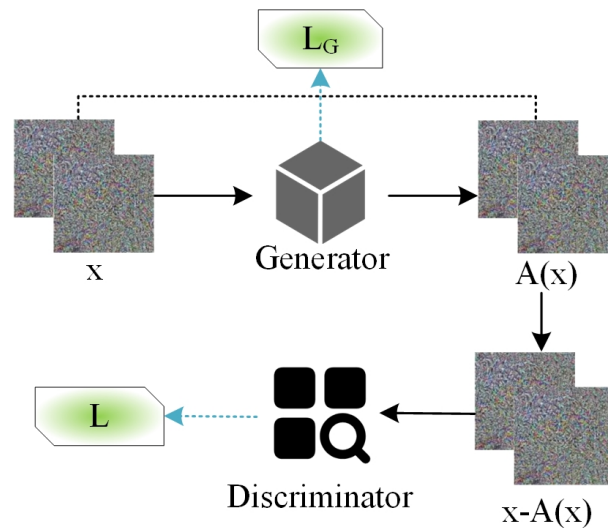 L_G
x
Generator
A(x)
L
Discriminator
x-A(x)